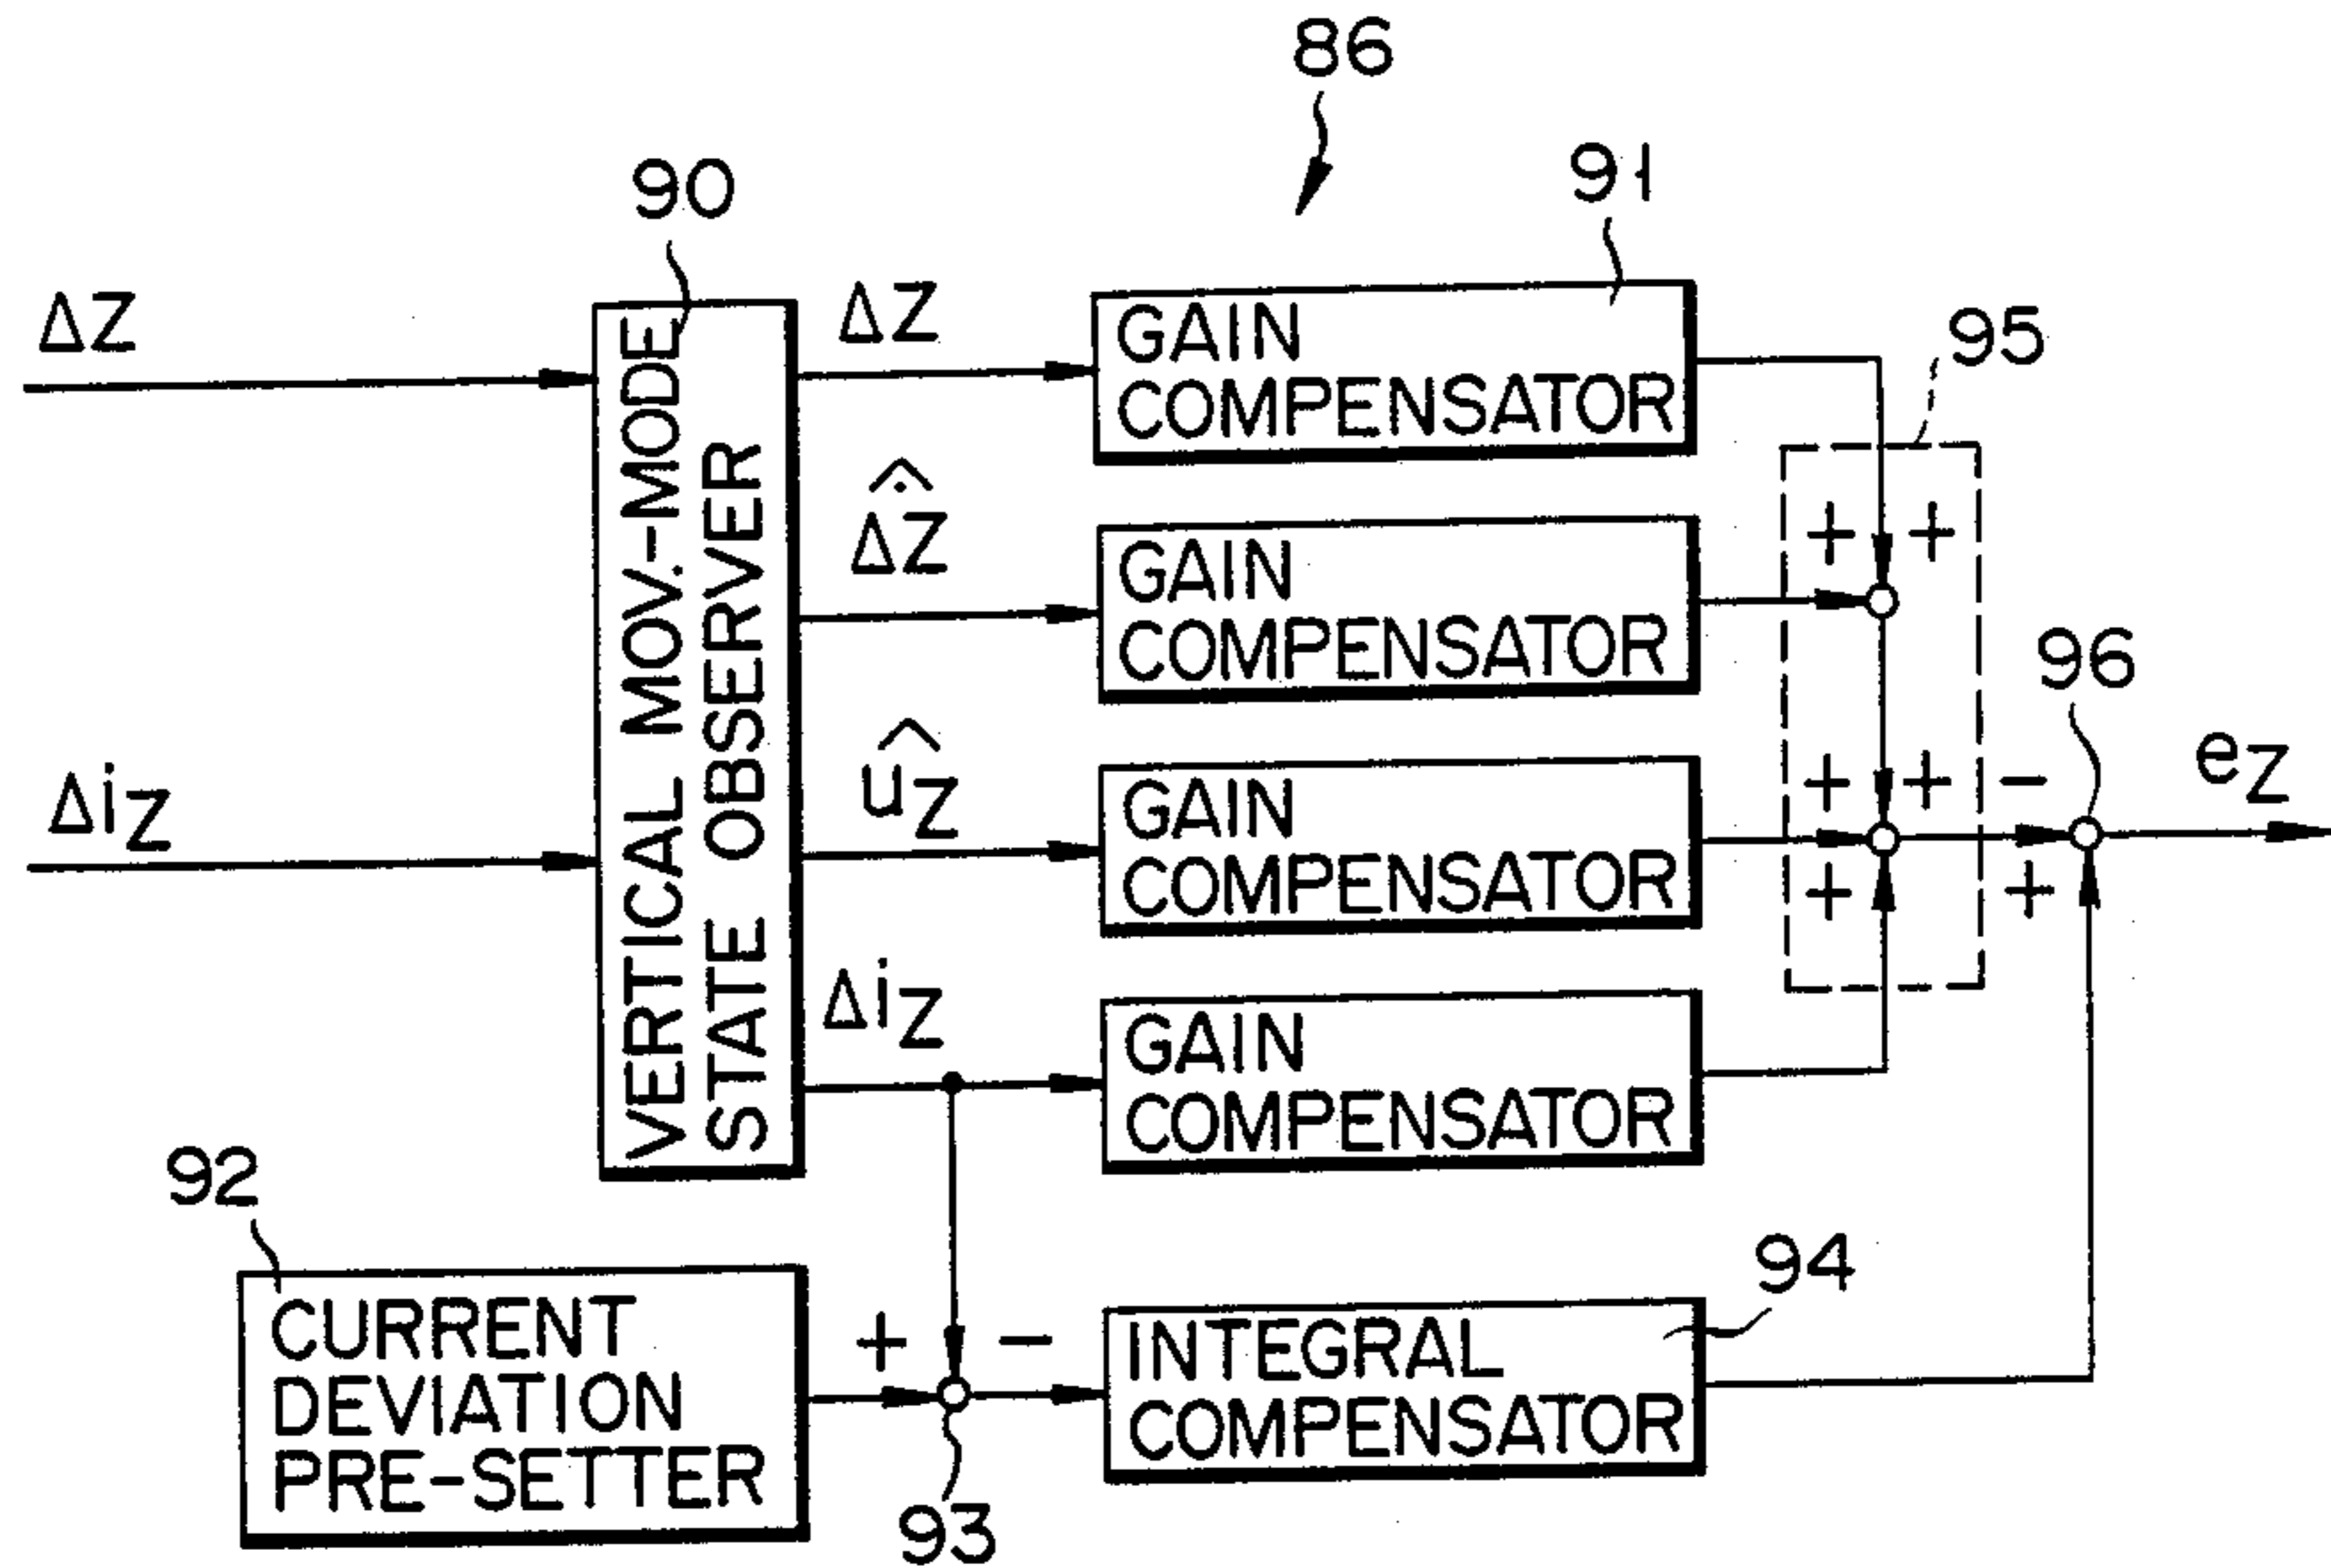 86
90
91
ΔZ
ΔZ
GAIN
COMPENSATOR
95
+ +
Δ̂̇Z
GAIN
COMPENSATOR
96
VERTICAL MOV.-MODE
STATE OBSERVER
ΔiZ
ûZ
GAIN
COMPENSATOR
+ + −
+ +
eZ
ΔiZ
GAIN
COMPENSATOR
92
CURRENT
DEVIATION
PRE-SETTER
+ −
93
94
INTEGRAL
COMPENSATOR